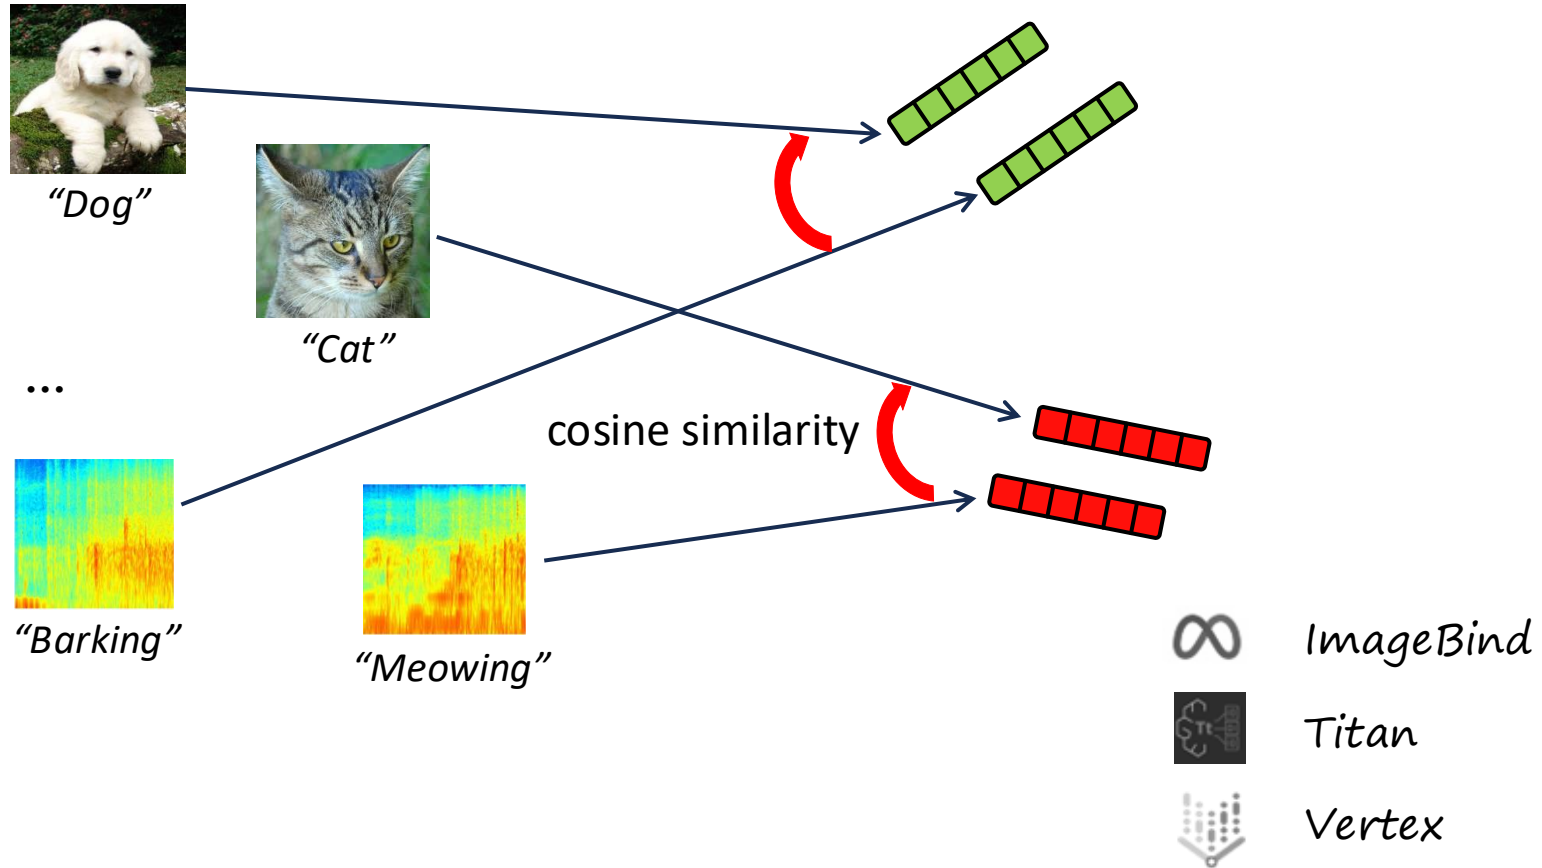 “Dog”
“Cat”
...
cosine similarity
“Barking”
“Meowing”
ImageBind
Titan
Vertex